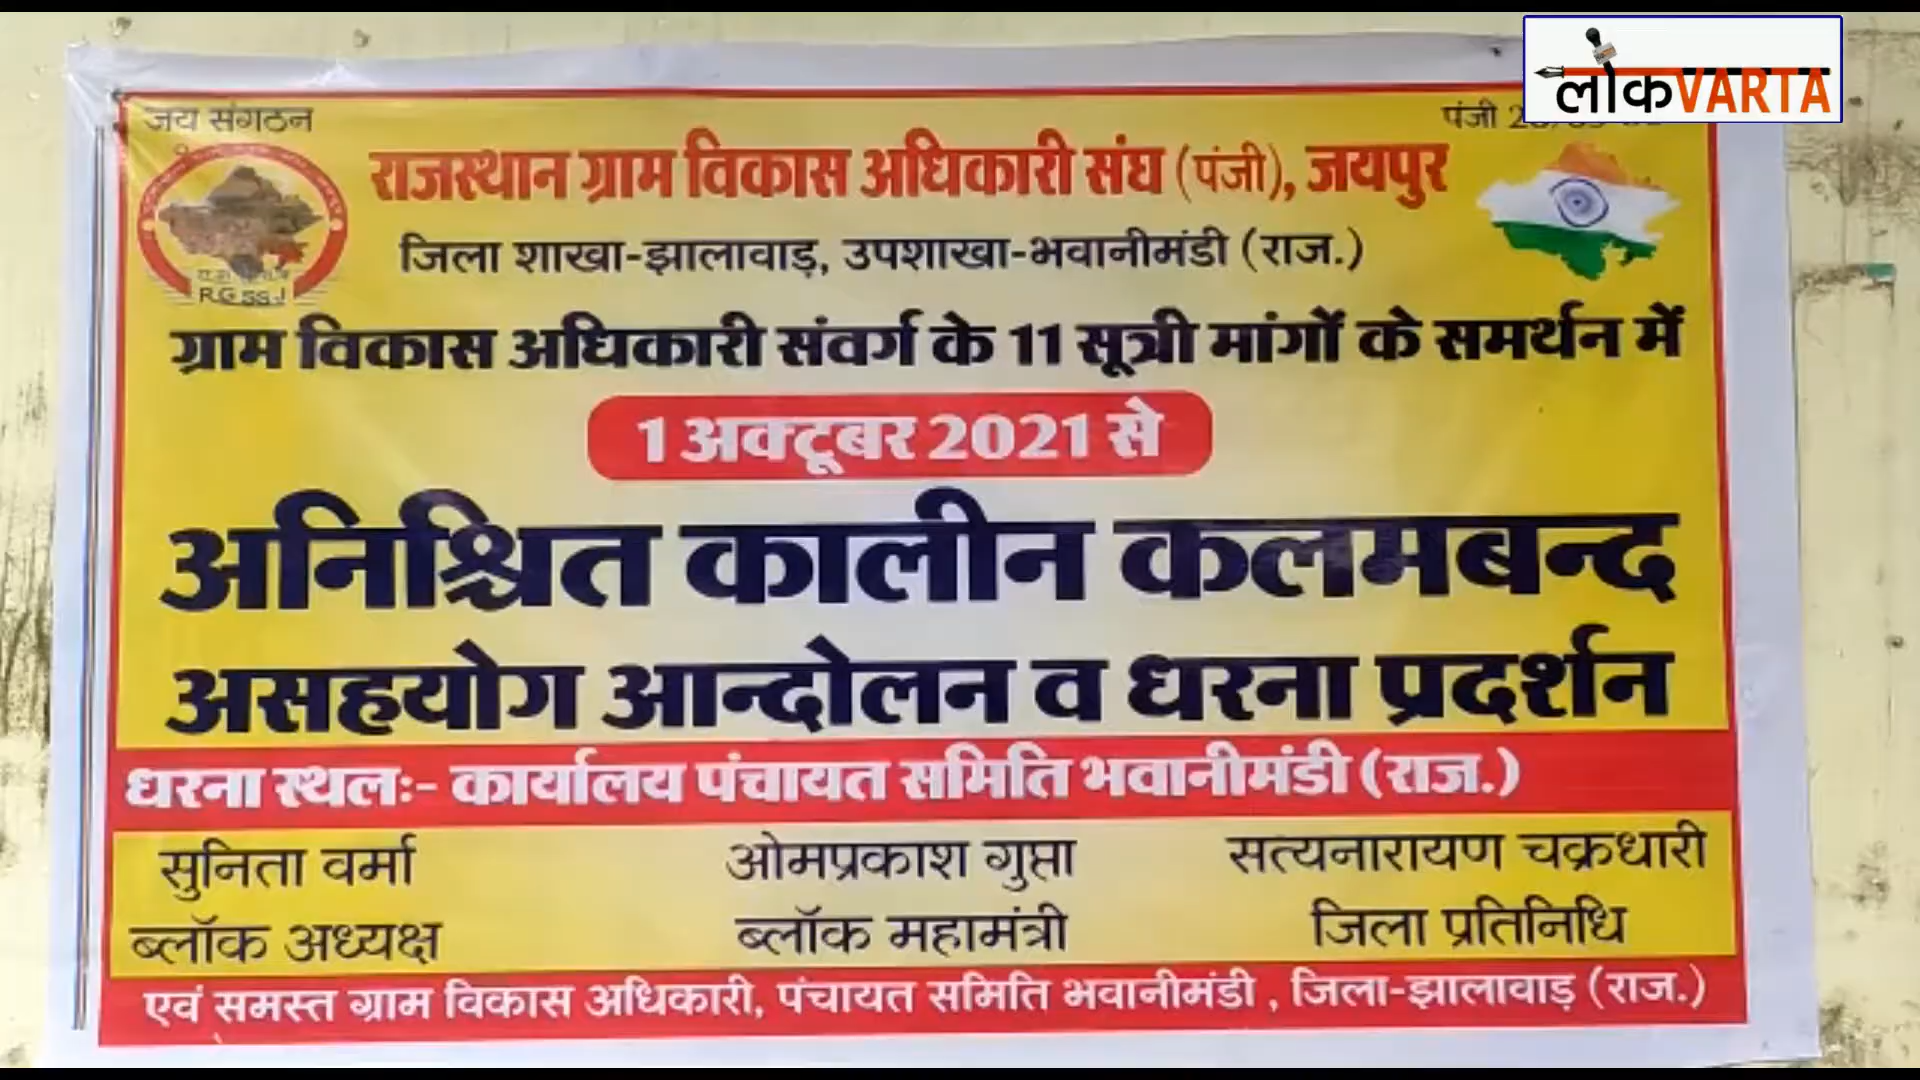 लोकVARTA
जय संगठन
पंजी
राजस्थान ग्राम विकास अधिकारी संघ (पंजी), जयपुर
जिला शाखा-झालावाड़, उपशाखा-भवानीमंडी (राज.)
R.G.S.S.J
ग्राम विकास अधिकारी संवर्ग के 11 सूत्री मांगों के समर्थन में
1 अक्टूबर 2021 से
अनिश्चित कालीन कलमबन्द
असहयोग आन्दोलन व धरना प्रदर्शन
धरना स्थलः- कार्यालय पंचायत समिति भवानीमंडी (राज.)
सुनिता वर्मा ओमप्रकाश गुप्ता सत्यनारायण चक्रधारी
ब्लॉक अध्यक्ष ब्लॉक महामंत्री जिला प्रतिनिधि
एवं समस्त ग्राम विकास अधिकारी, पंचायत समिति भवानीमंडी , जिला-झालावाड़ (राज.)